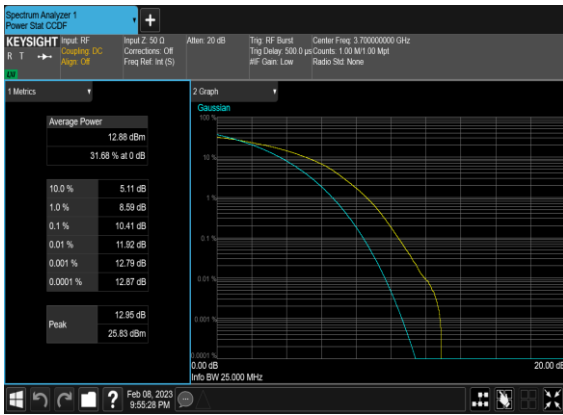 Spectrum Analyzer 1
Power Stat CCDF
KEYSIGHT
R T
Input: RF
Coupling: DC
Align: Off
Input Z: 50 Ω
Corrections: Off
Freq Ref: Int (S)
Atten: 20 dB
Trig: RF Burst
Trig Delay: 500.0 µs
#IF Gain: Low
Center Freq: 3.700000000 GHz
Counts: 1.00 M/1.00 Mpt
Radio Std: None
1 Metrics
Average Power
12.88 dBm
31.68 % at 0 dB
10.0 % 5.11 dB
1.0 % 8.59 dB
0.1 % 10.41 dB
0.01 % 11.92 dB
0.001 % 12.79 dB
0.0001 % 12.87 dB
Peak
12.95 dB
25.83 dBm
2 Graph
Gaussian
100 %
10 %
1 %
0.1 %
0.01 %
0.001 %
0.0001 %
0.00 dB
20.00 dB
Info BW 25.000 MHz
?
Feb 08, 2023
9:55:28 PM